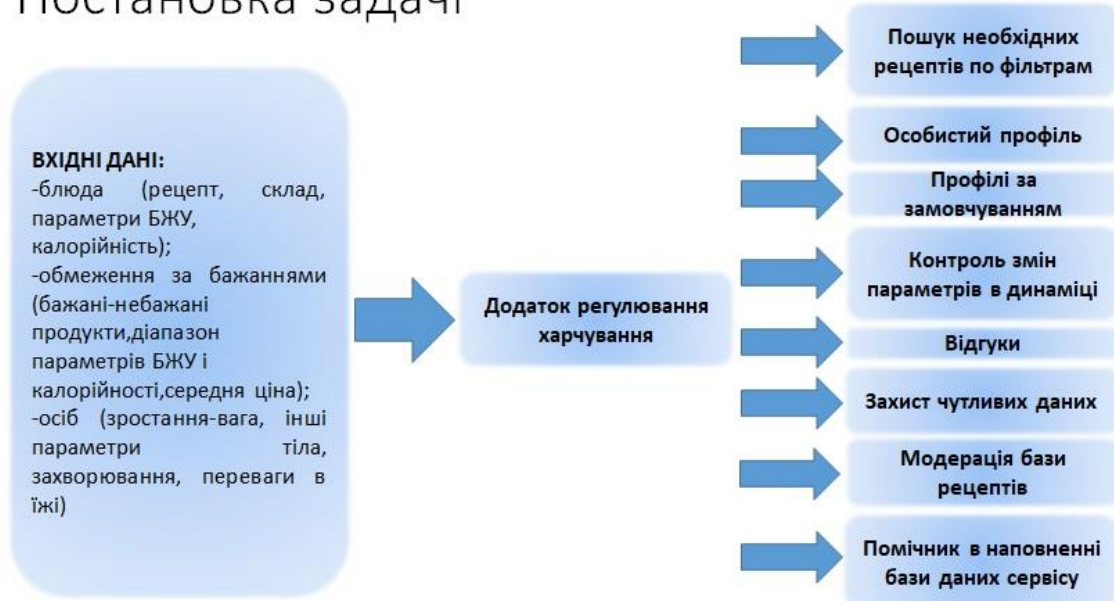 Постановка задачі
ВХІДНІ ДАНІ:
-блюда (рецепт, склад,
параметри БЖУ,
калорійність);
-обмеження за бажаннями
(бажані-небажані
продукти,діапазон
параметрів БЖУ і
калорійності,середня ціна);
-осіб (зростання-вага, інші
параметри тіла,
захворювання, переваги в
їжі)
Додаток регулювання
харчування
Пошук необхідних
рецептів по фільтрам
Особистий профіль
Профілі за
замовчуванням
Контроль змін
параметрів в динаміці
Відгуки
Захист чутливих даних
Модерація бази
рецептів
Помічник в наповненні
бази даних сервісу